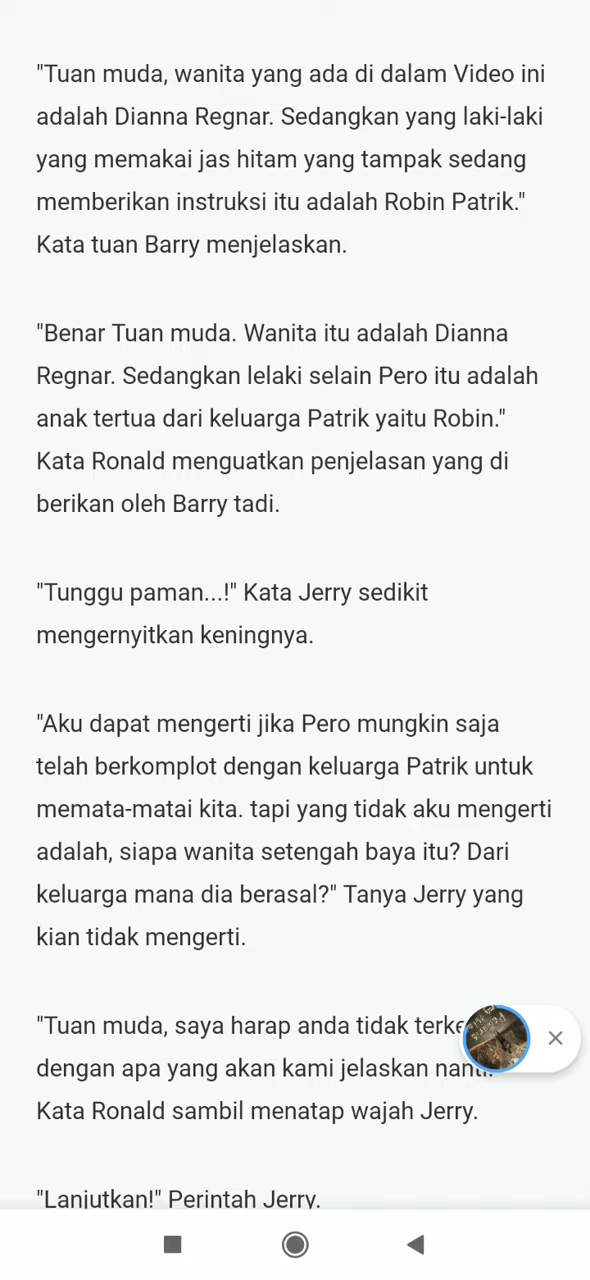 "Tuan muda, wanita yang ada di dalam Video ini
adalah Dianna Regnar. Sedangkan yang laki-laki
yang memakai jas hitam yang tampak sedang
memberikan instruksi itu adalah Robin Patrik."
Kata tuan Barry menjelaskan.
"Benar Tuan muda. Wanita itu adalah Dianna
Regnar. Sedangkan lelaki selain Pero itu adalah
anak tertua dari keluarga Patrik yaitu Robin."
Kata Ronald menguatkan penjelasan yang di
berikan oleh Barry tadi.
"Tunggu paman...!" Kata Jerry sedikit
mengernyitkan keningnya.
"Aku dapat mengerti jika Pero mungkin saja
telah berkomplot dengan keluarga Patrik untuk
memata-matai kita. tapi yang tidak aku mengerti
adalah, siapa wanita setengah baya itu? Dari
keluarga mana dia berasal?" Tanya Jerry yang
kian tidak mengerti.
"Tuan muda, saya harap anda tidak
dengan apa yang akan kami jelaskan nanti."
Kata Ronald sambil menatap wajah Jerry.
"Lanjutkan!" Perintah Jerry.